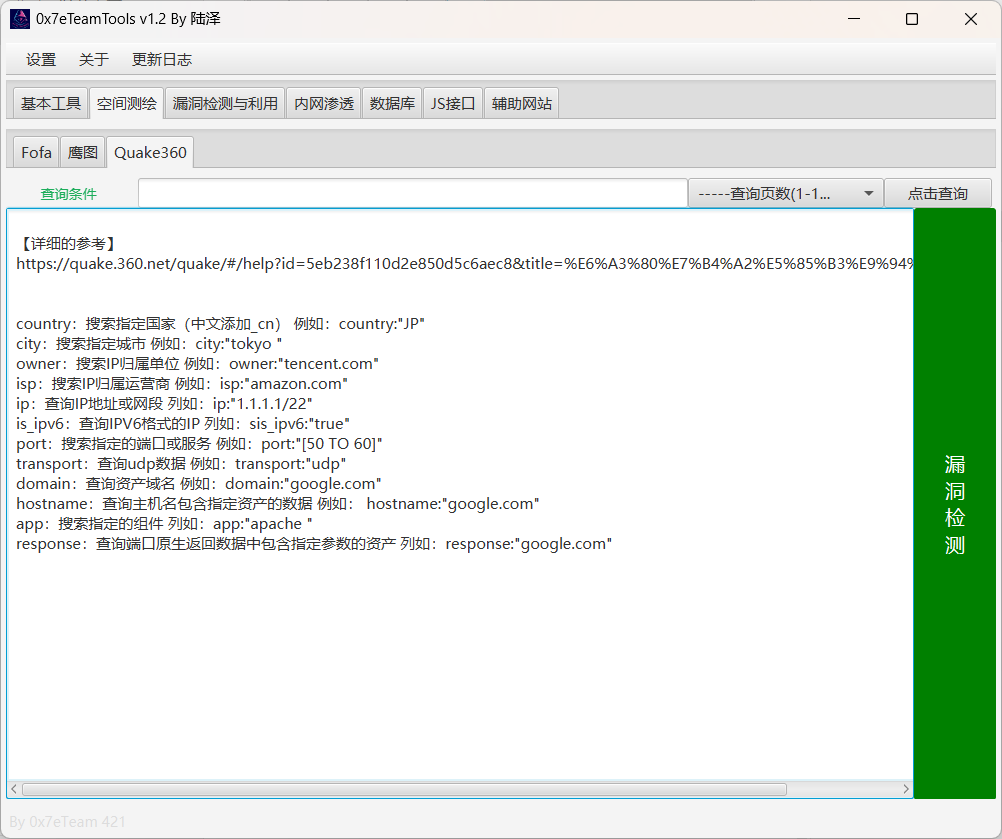 0x7eTeamTools v1.2 By 陆泽
设置 关于 更新日志
基本工具 空间测绘 漏洞检测与利用 内网渗透 数据库 JS接口 辅助网站
Fofa 鹰图 Quake360
查询条件 -----查询页数(1-1... 点击查询
【详细的参考】
https://quake.360.net/quake/#/help?id=5eb238f110d2e850d5c6aec8&title=%E6%A3%80%E7%B4%A2%E5%85%B3%E9%94%
country：搜索指定国家（中文添加_cn） 例如：country:"JP"
city：搜索指定城市 例如：city:"tokyo "
owner：搜索IP归属单位 例如：owner:"tencent.com"
isp：搜索IP归属运营商 例如：isp:"amazon.com"
ip：查询IP地址或网段 列如：ip:"1.1.1.1/22"
is_ipv6：查询IPV6格式的IP 列如：sis_ipv6:"true"
port：搜索指定的端口或服务 例如：port:"[50 TO 60]"
transport：查询udp数据 例如：transport:"udp"
domain：查询资产域名 例如：domain:"google.com"
hostname：查询主机名包含指定资产的数据 例如： hostname:"google.com"
app：搜索指定的组件 列如：app:"apache "
response：查询端口原生返回数据中包含指定参数的资产 列如：response:"google.com"
漏
洞
检
测
By 0x7eTeam 421